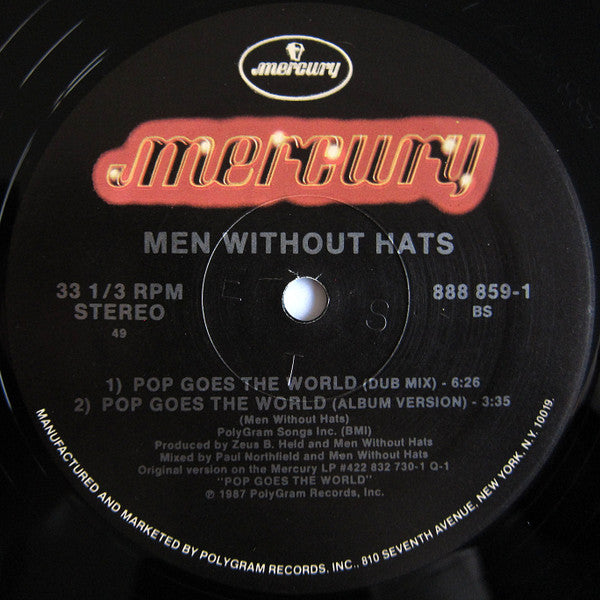 mercury
mercury
MEN WITHOUT HATS
33 1/3 RPM
STEREO
49
888 859-1
BS
1) POP GOES THE WORLD (DUB MIX) - 6:26
2) POP GOES THE WORLD (ALBUM VERSION) - 3:35
(Men Without Hats)
PolyGram Songs Inc. (BMI)
Produced by Zeus B. Held and Men Without Hats
Mixed by Paul Northfield and Men Without Hats
Original version on the Mercury LP #422 832 730-1 Q-1
"POP GOES THE WORLD"
℗ 1987 PolyGram Records, Inc.
MANUFACTURED AND MARKETED BY POLYGRAM RECORDS, INC., 810 SEVENTH AVENUE, NEW YORK, N.Y. 10019.